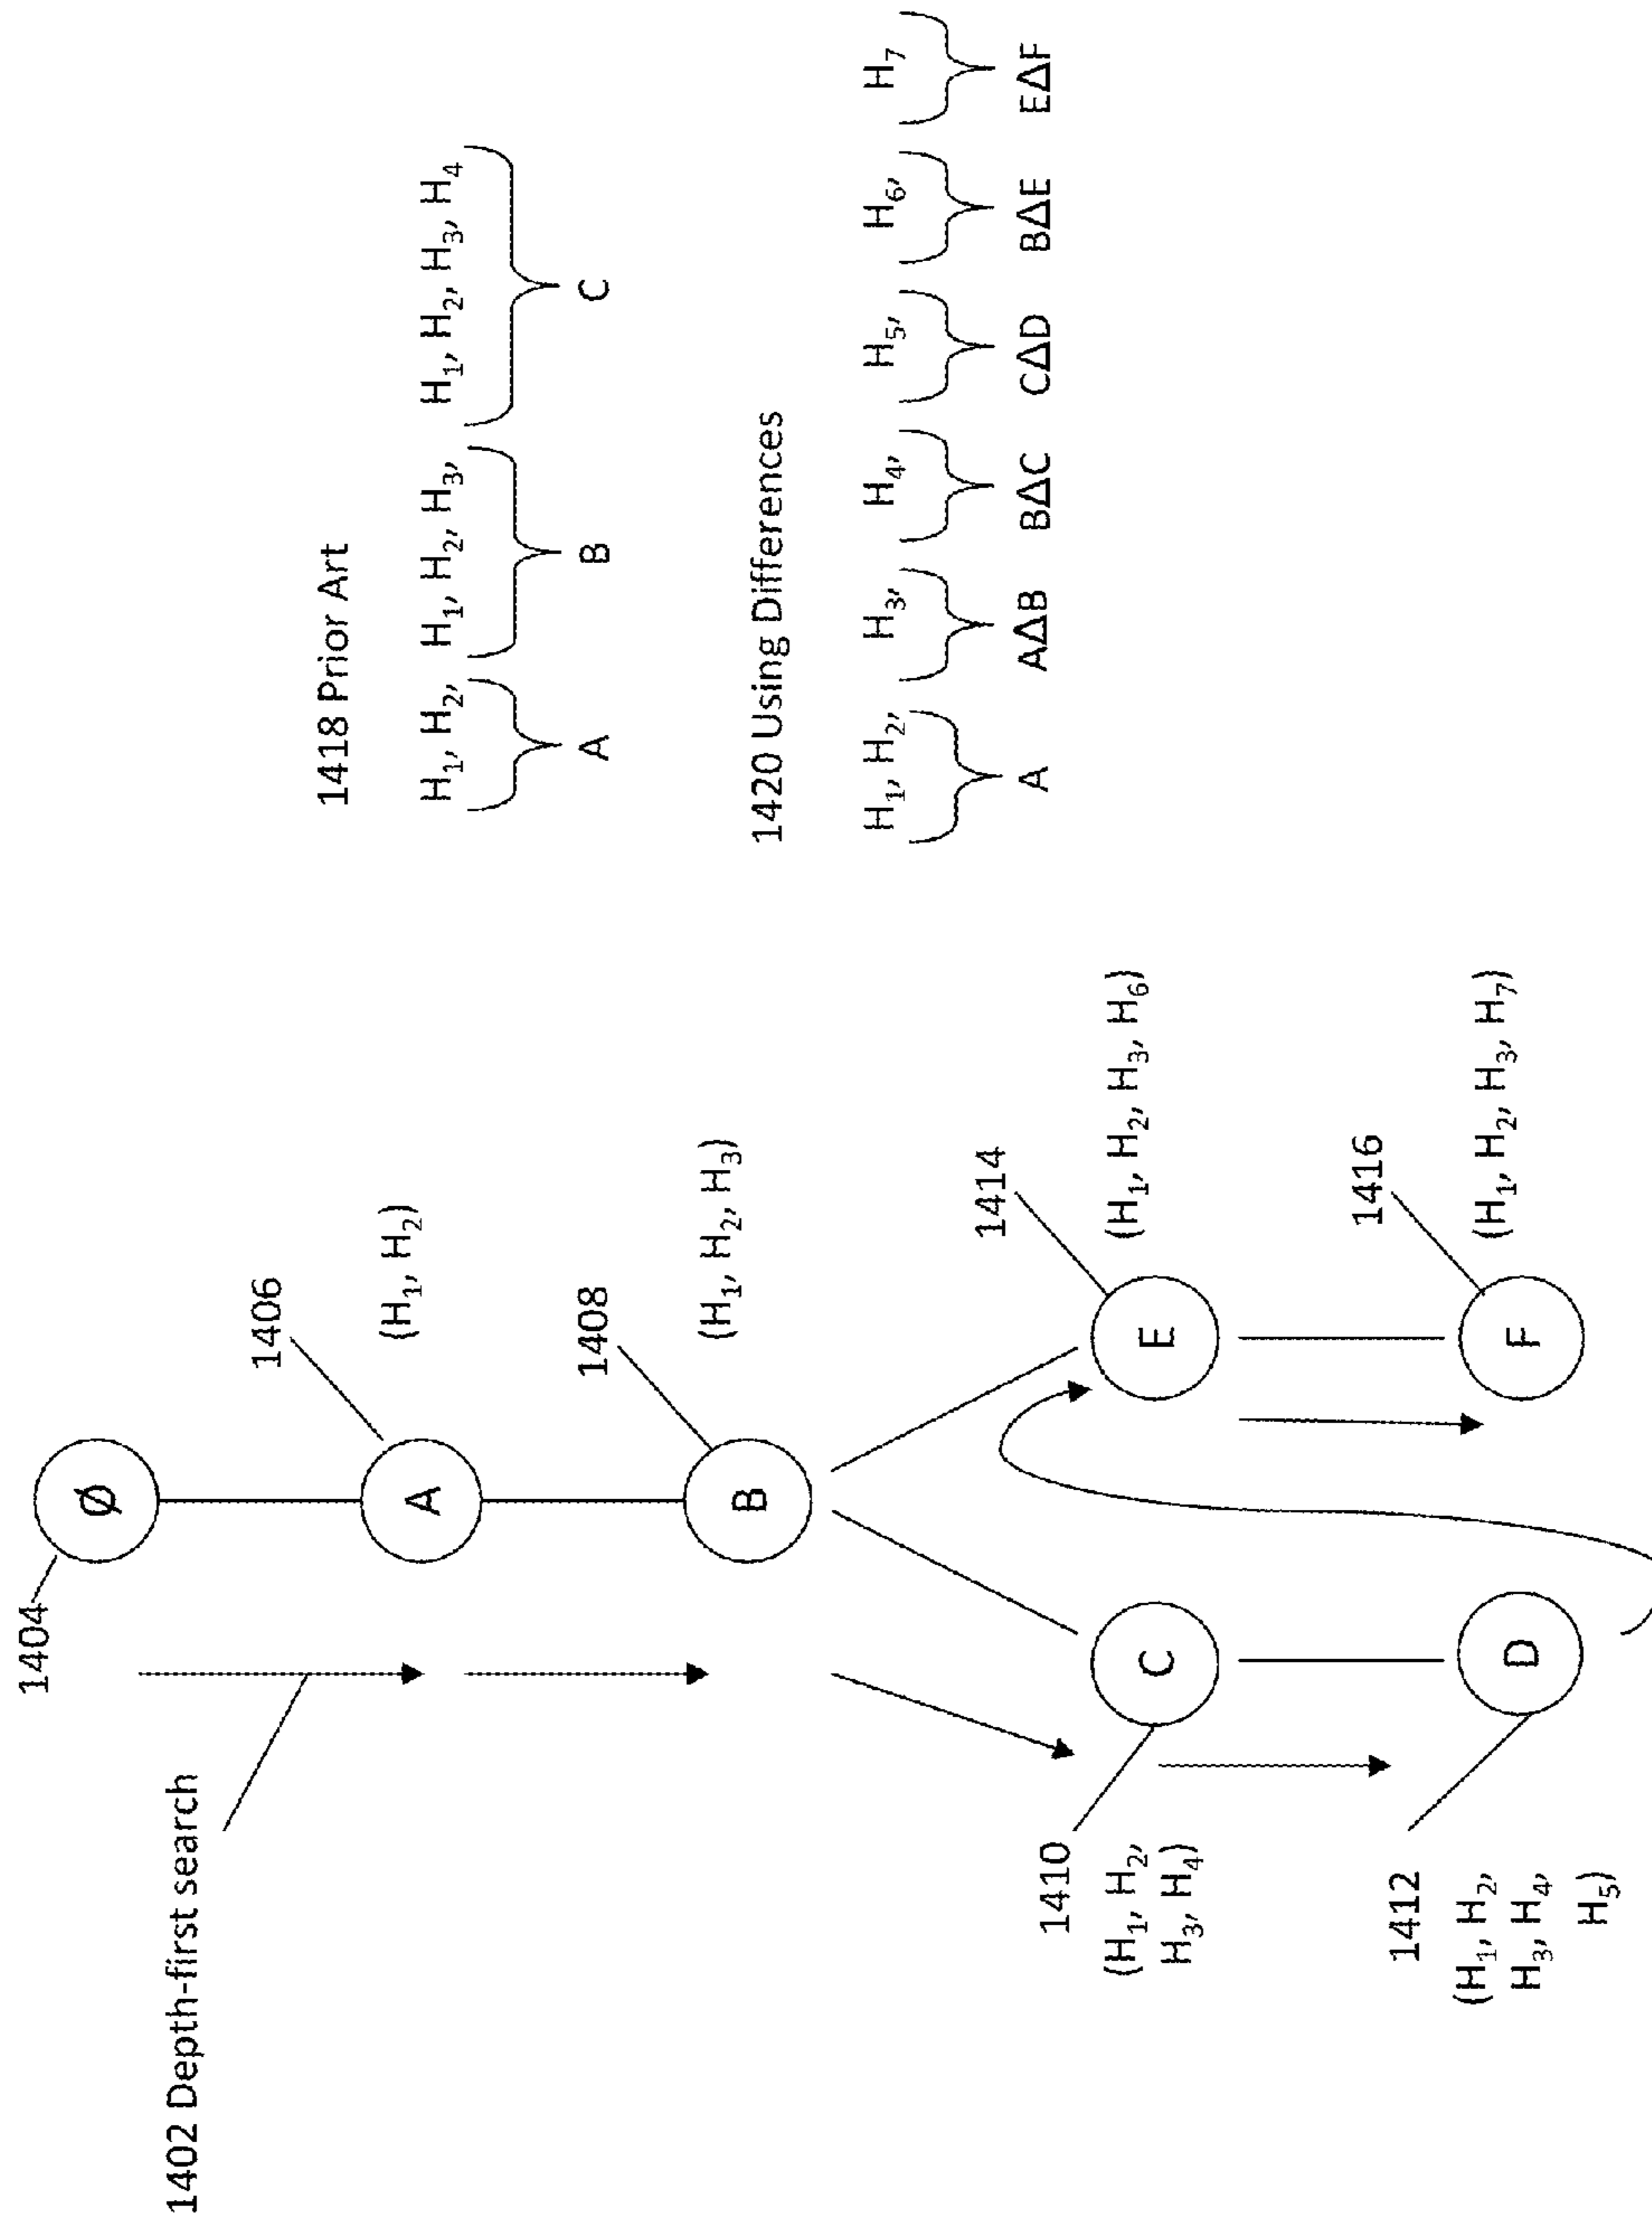 1402 Depth-first search
1404
Ø
1406
A
(H₁, H₂)
1408
B
(H₁, H₂, H₃)
1410
(H₁, H₂,
H₃, H₄)
C
1414
E
(H₁, H₂, H₃, H₆)
1412
(H₁, H₂,
H₃, H₄,
H₅)
D
1416
F
(H₁, H₂, H₃, H₇)
1418 Prior Art
H₁, H₂, H₁, H₂, H₃, H₁, H₂, H₃, H₄
A B C
1420 Using Differences
H₁, H₂, H₃, H₄, H₅, H₆, H₇
A AΔB BΔC CΔD BΔE EΔF